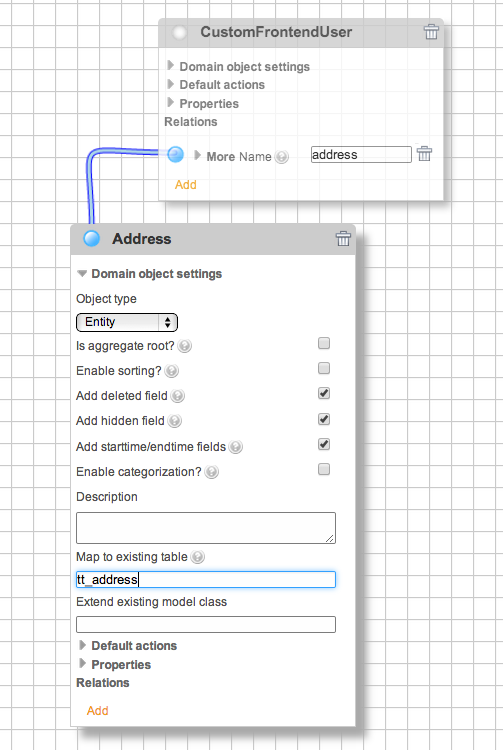 CustomFrontendUser
Domain object settings
Default actions
Properties
Relations
More Name ? address
Add
Address
Domain object settings
Object type
Entity
Is aggregate root? ?
Enable sorting? ?
Add deleted field ?
Add hidden field ?
Add starttime/endtime fields ?
Enable categorization? ?
Description
Map to existing table ?
tt_address
Extend existing model class
Default actions
Properties
Relations
Add